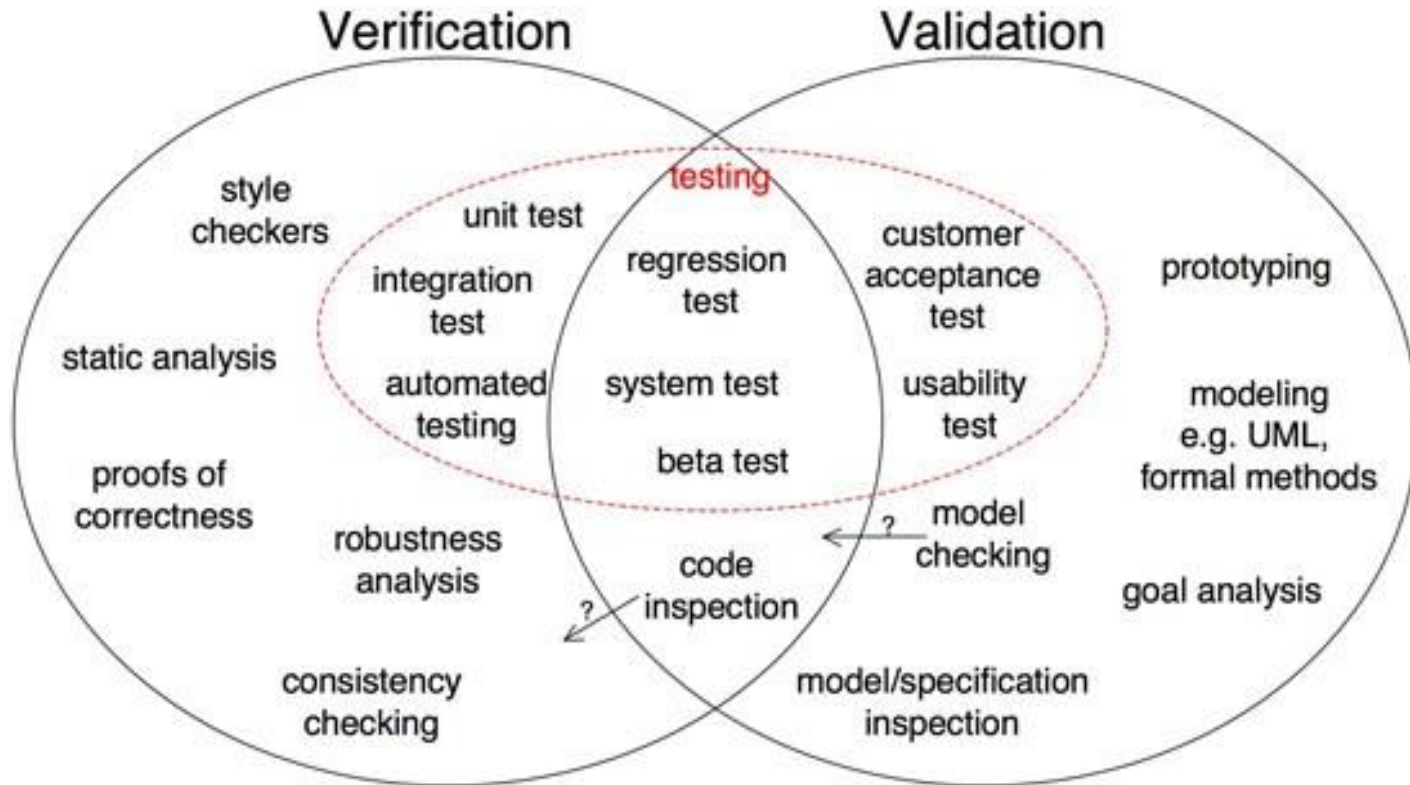 Verification
Validation
testing
style
checkers
unit test
integration
test
static analysis
automated
testing
proofs of
correctness
robustness
analysis
consistency
checking
regression
test
system test
beta test
code
inspection
?
customer
acceptance
test
usability
test
prototyping
modeling
e.g. UML,
formal methods
?
model
checking
goal analysis
model/specification
inspection